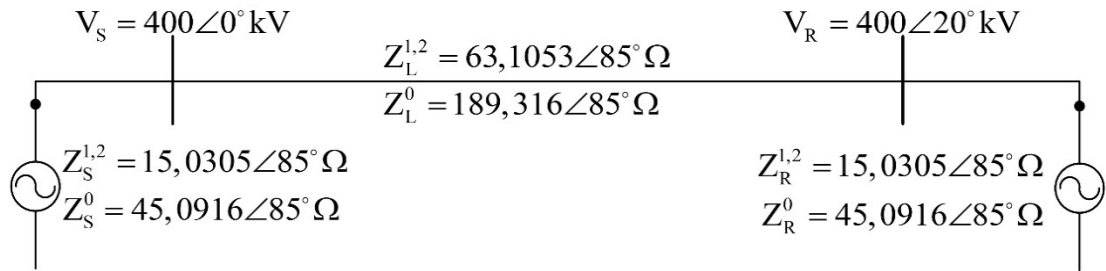 V_S = 400∠0° kV
V_R = 400∠20° kV
Z_L^{1,2} = 63,1053∠85° Ω
Z_L^0 = 189,316∠85° Ω
Z_S^{1,2} = 15,0305∠85° Ω
Z_S^0 = 45,0916∠85° Ω
Z_R^{1,2} = 15,0305∠85° Ω
Z_R^0 = 45,0916∠85° Ω